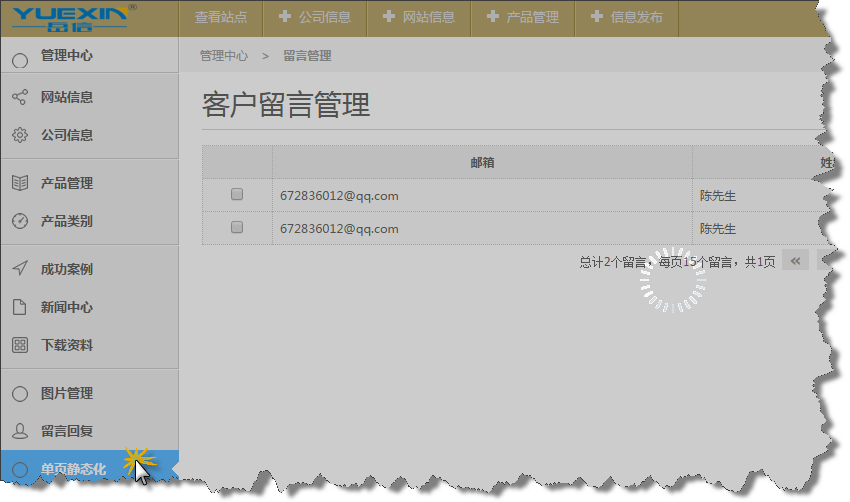 YUEXIN®
岳信
查看站点
公司信息
网站信息
产品管理
信息发布
管理中心
网站信息
公司信息
产品管理
产品类别
成功案例
新闻中心
下载资料
图片管理
留言回复
单页静态化
管理中心 > 留言管理
客户留言管理
邮箱
姓
672836012@qq.com 陈先生
672836012@qq.com 陈先生
总计2个留言，每页15个留言，共1页 «